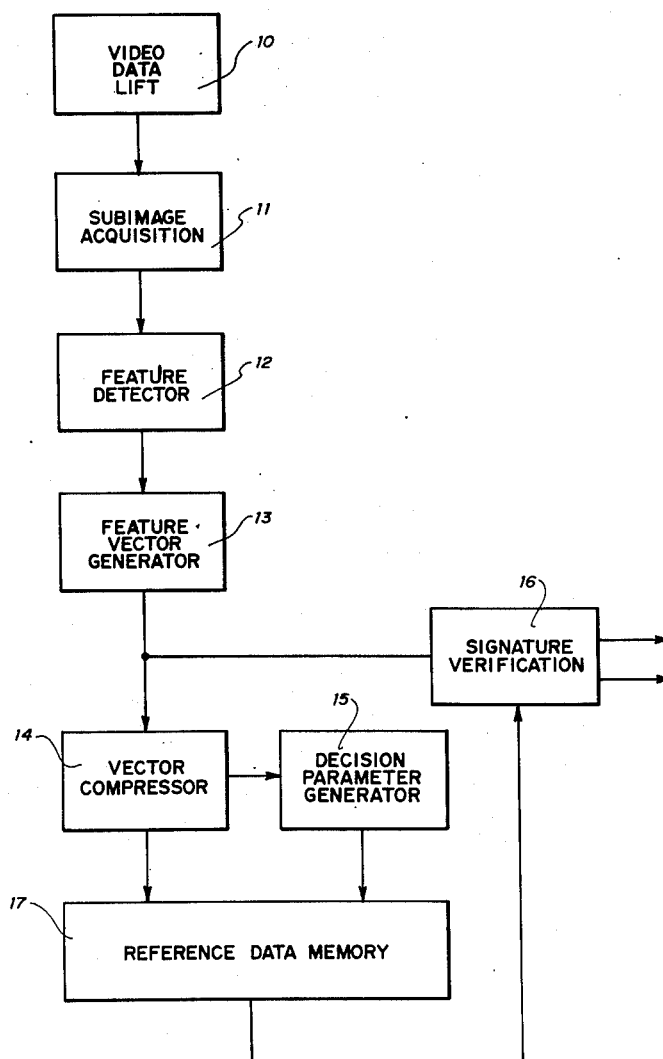 VIDEO
DATA
LIFT
10
SUBIMAGE
ACQUISITION
11
FEATURE
DETECTOR
12
FEATURE
VECTOR
GENERATOR
13
16
SIGNATURE
VERIFICATION
14
VECTOR
COMPRESSOR
15
DECISION
PARAMETER
GENERATOR
17
REFERENCE DATA MEMORY